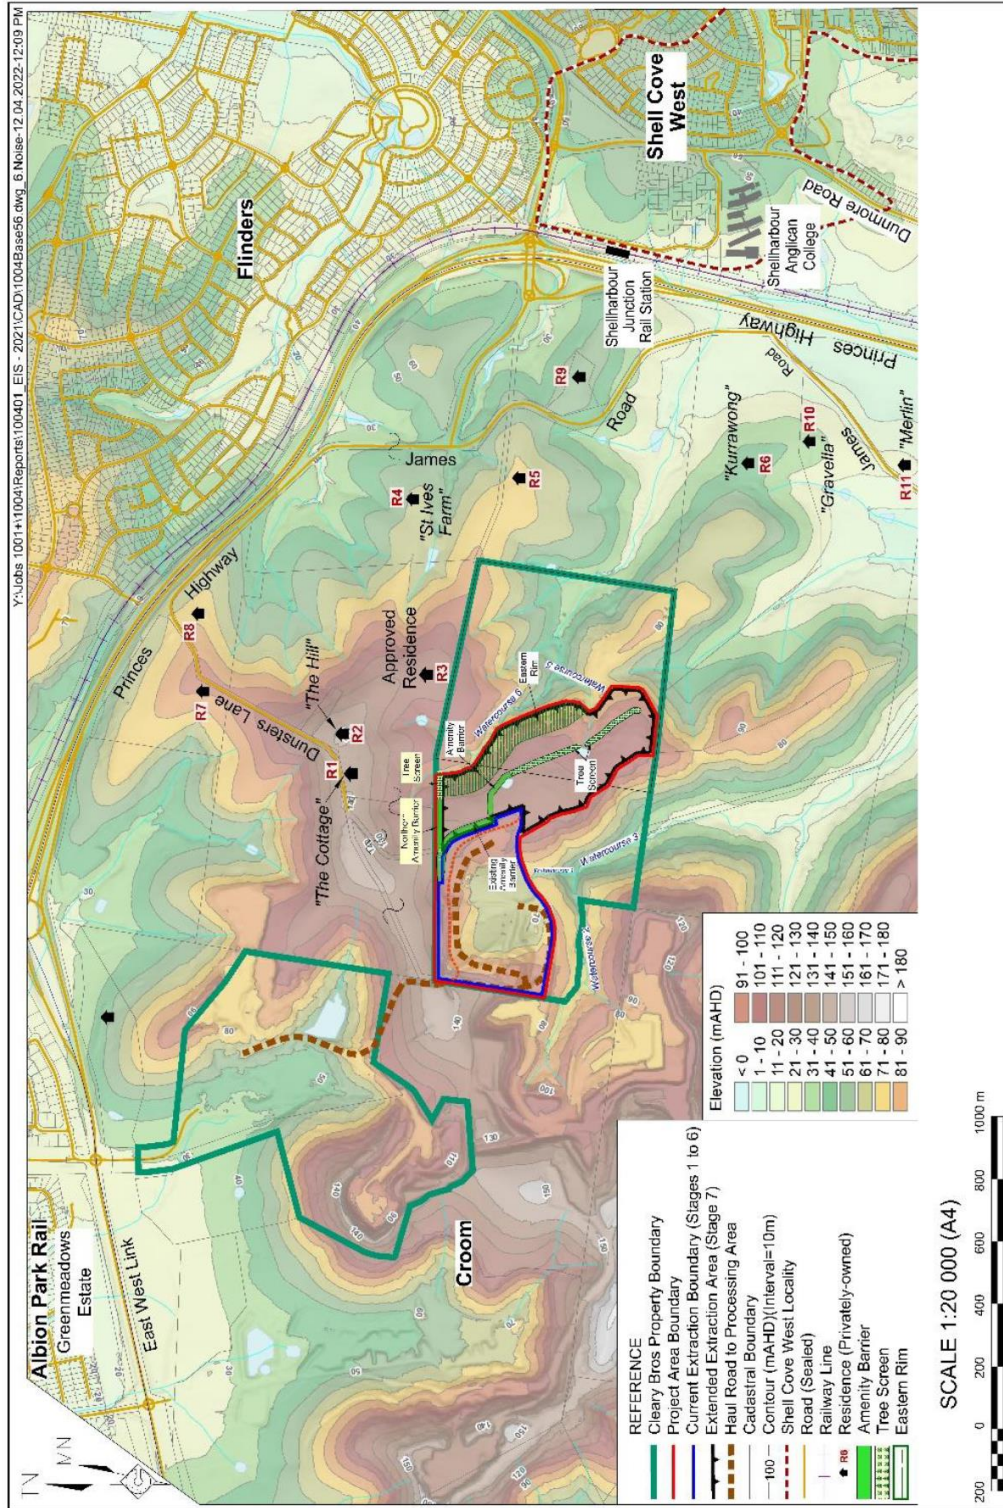 Y:\Jobs 1001+\1004\Reports\100401_EIS - 2021\CAD\1004Base56.dwg_6.Noise-12.04.2022-12:09 PM
TN
MN
Albion Park Rail
Greenmeadows
Estate
East West Link
Croom
Princes
Highway
Flinders
Shell Cove
West
Shellharbour
Junction
Rail Station
Shellharbour
Anglican
College
Dunmore Road
Princes
Highway
James
Road
James
Road
Dunsters Lane
R8
R7
"The Hill"
R2
R1
"The Cottage"
Approved
Residence
R3
R4
"St Ives
Farm"
R5
R9
"Kurrawong"
R6
R10
"Gravelia"
R11
"Merlin"
Tree
Screen
Northern
Amenity Barrier
Amenity
Barrier
Eastern
Rim
Watercourse 6
Watercourse 5
Tree
Screen
Existing
Amenity
Barrier
Watercourse 3
REFERENCE
Cleary Bros Property Boundary
Project Area Boundary
Current Extraction Boundary (Stages 1 to 6)
Extended Extraction Area (Stage 7)
Haul Road to Processing Area
Cadastral Boundary
100 Contour (mAHD)(Interval=10m)
Shell Cove West Locality
Road (Sealed)
Railway Line
R6 Residence (Privately-owned)
Amenity Barrier
Tree Screen
Eastern Rim
Elevation (mAHD)
< 0
1 - 10
11 - 20
21 - 30
31 - 40
41 - 50
51 - 60
61 - 70
71 - 80
81 - 90
91 - 100
101 - 110
111 - 120
121 - 130
131 - 140
141 - 150
151 - 160
161 - 170
171 - 180
> 180
SCALE 1:20 000 (A4)
200 0 200 400 600 800 1000 m